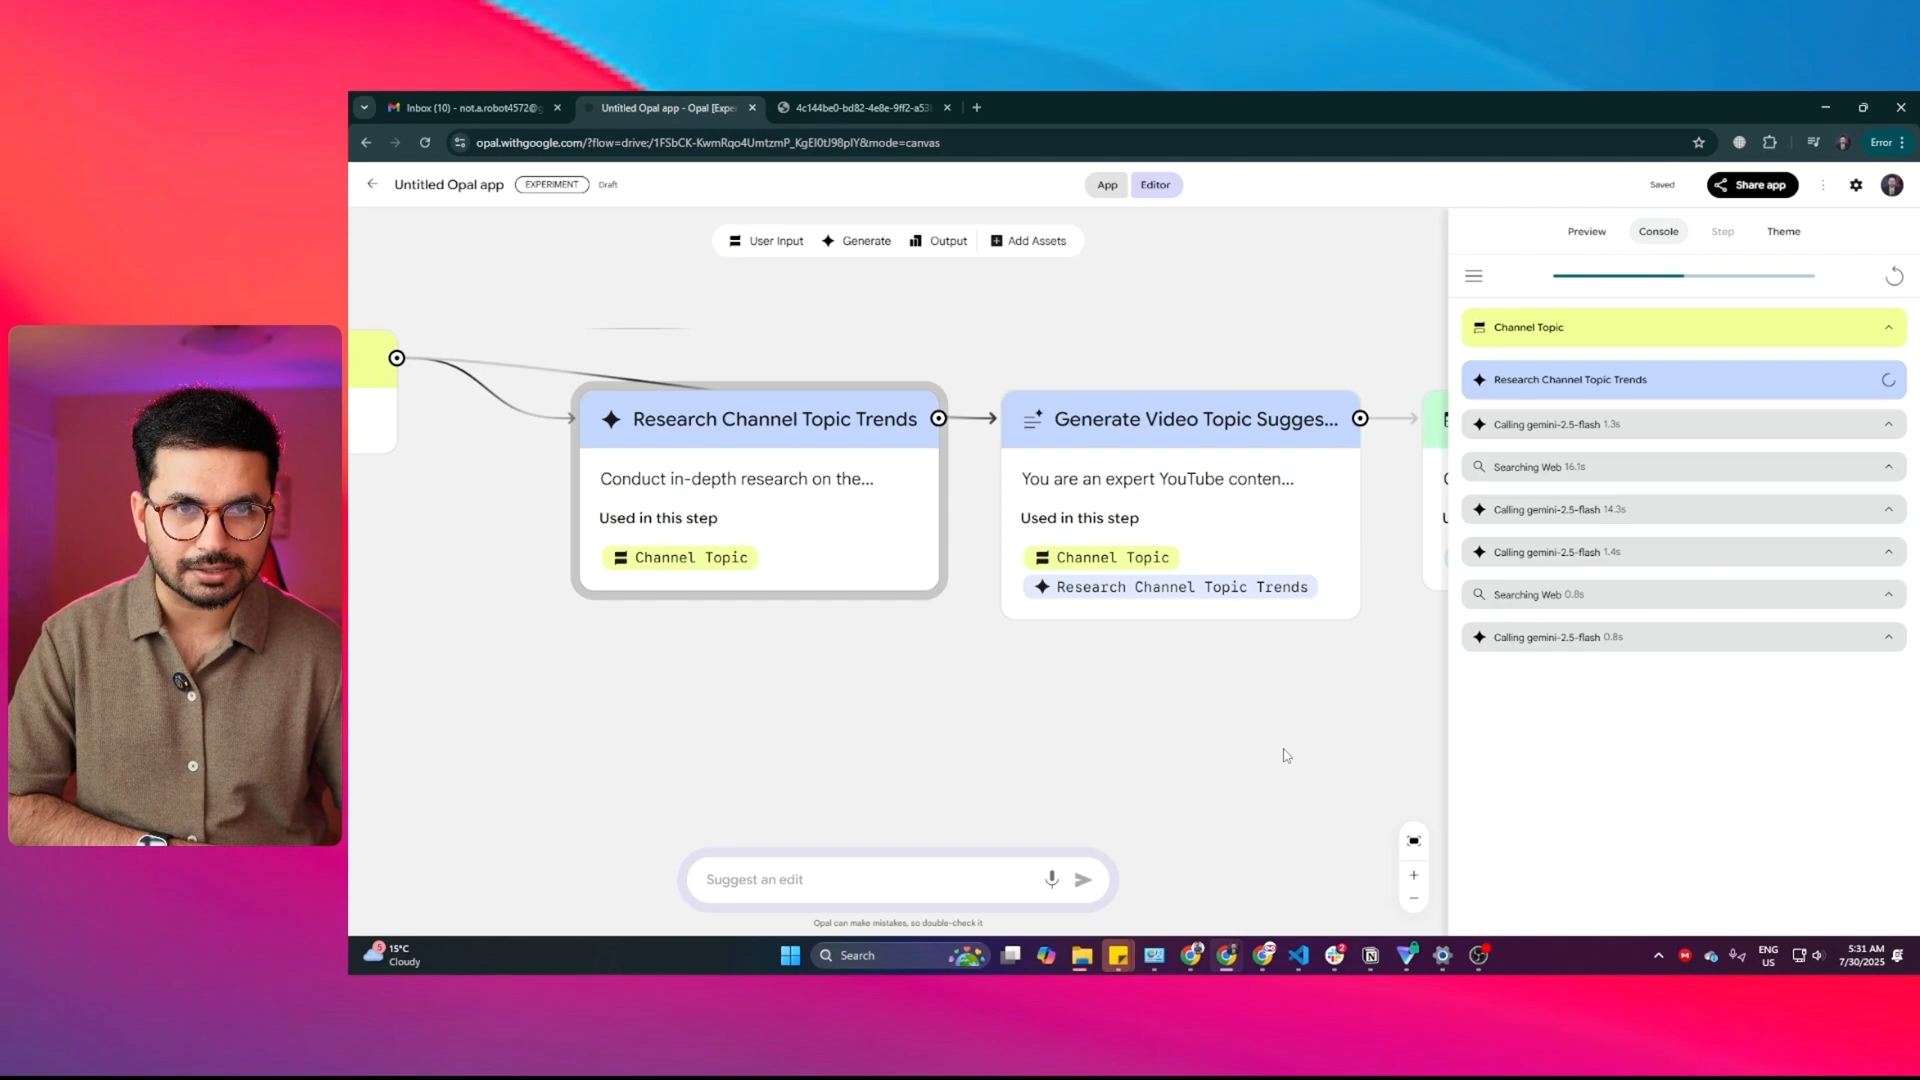 Inbox (10) - not.a.robot4572@g
Untitled Opal app - Opal [Expe
4c144be0-bd82-4e8e-9ff2-a53
opal.withgoogle.com/?flow=drive:/1FSbCK-KwmRqo4UmtzmP_KgEl0tJ98pIY&mode=canvas
Error
Untitled Opal app
EXPERIMENT
Draft
App
Editor
Saved
Share app
User Input
Generate
Output
Add Assets
Preview
Console
Step
Theme
Channel Topic
Research Channel Topic Trends
Calling gemini-2.5-flash 1.3s
Searching Web 16.1s
Calling gemini-2.5-flash 14.3s
Calling gemini-2.5-flash 1.4s
Searching Web 0.8s
Calling gemini-2.5-flash 0.8s
Research Channel Topic Trends
Conduct in-depth research on the...
Used in this step
Channel Topic
Generate Video Topic Sugges...
You are an expert YouTube conten...
Used in this step
Channel Topic
Research Channel Topic Trends
Suggest an edit
Opal can make mistakes, so double-check it
5
15°C
Cloudy
Search
2
ENG
US
5:31 AM
7/30/2025